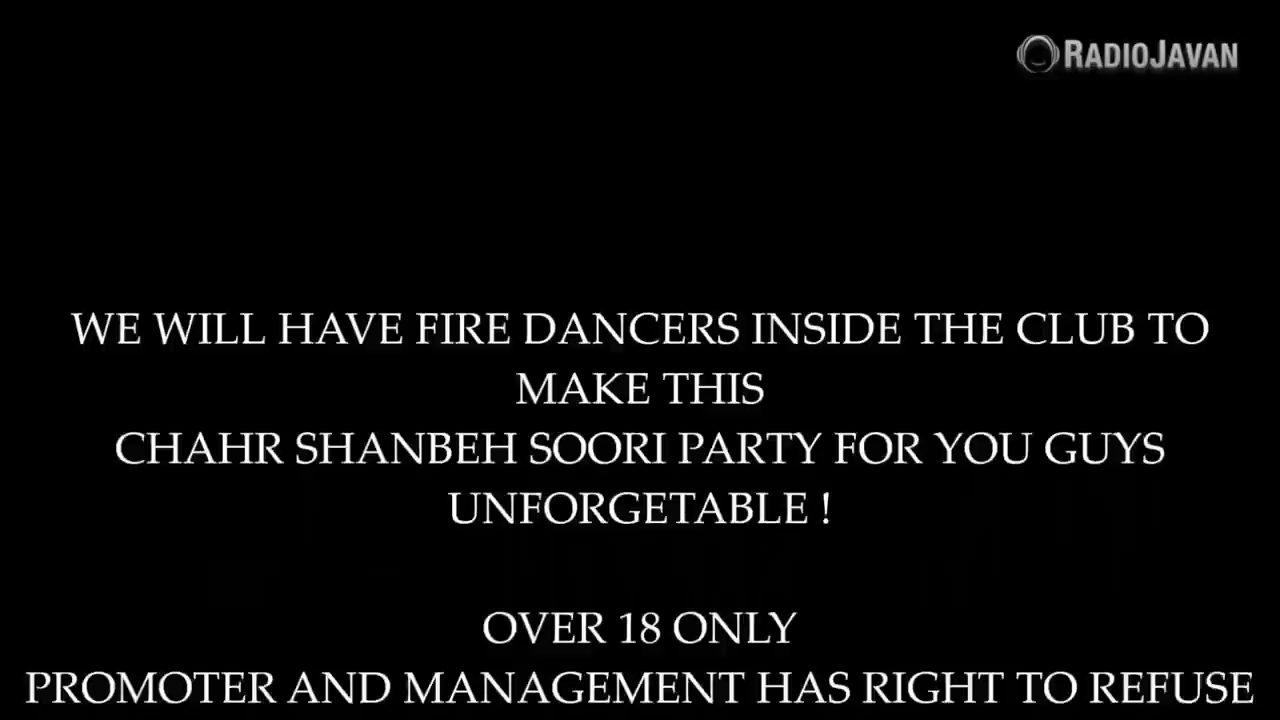 RADIOJAVAN
WE WILL HAVE FIRE DANCERS INSIDE THE CLUB TO
MAKE THIS
CHAHR SHANBEH SOORI PARTY FOR YOU GUYS
UNFORGETABLE !
OVER 18 ONLY
PROMOTER AND MANAGEMENT HAS RIGHT TO REFUSE